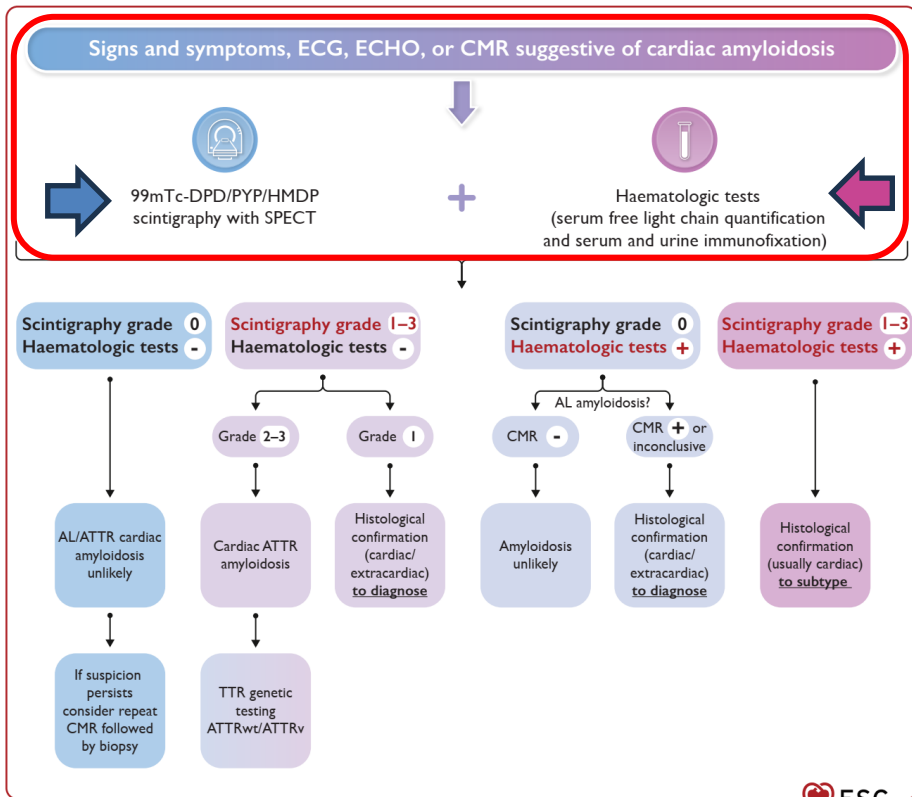 Signs and symptoms, ECG, ECHO, or CMR suggestive of cardiac amyloidosis
99mTc-DPD/PYP/HMDP
scintigraphy with SPECT
+
Haematologic tests
(serum free light chain quantification
and serum and urine immunofixation)
Scintigraphy grade 0
Haematologic tests -
Scintigraphy grade 1–3
Haematologic tests -
Scintigraphy grade 0
Haematologic tests +
Scintigraphy grade 1–3
Haematologic tests +
AL amyloidosis?
Grade 2–3
Grade 1
CMR -
CMR + or
inconclusive
AL/ATTR cardiac
amyloidosis
unlikely
Cardiac ATTR
amyloidosis
Histological
confirmation
(cardiac/
extracardiac)
to diagnose
Amyloidosis
unlikely
Histological
confirmation
(cardiac/
extracardiac)
to diagnose
Histological
confirmation
(usually cardiac)
to subtype
If suspicion
persists
consider repeat
CMR followed
by biopsy
TTR genetic
testing
ATTRwt/ATTRv
ESC